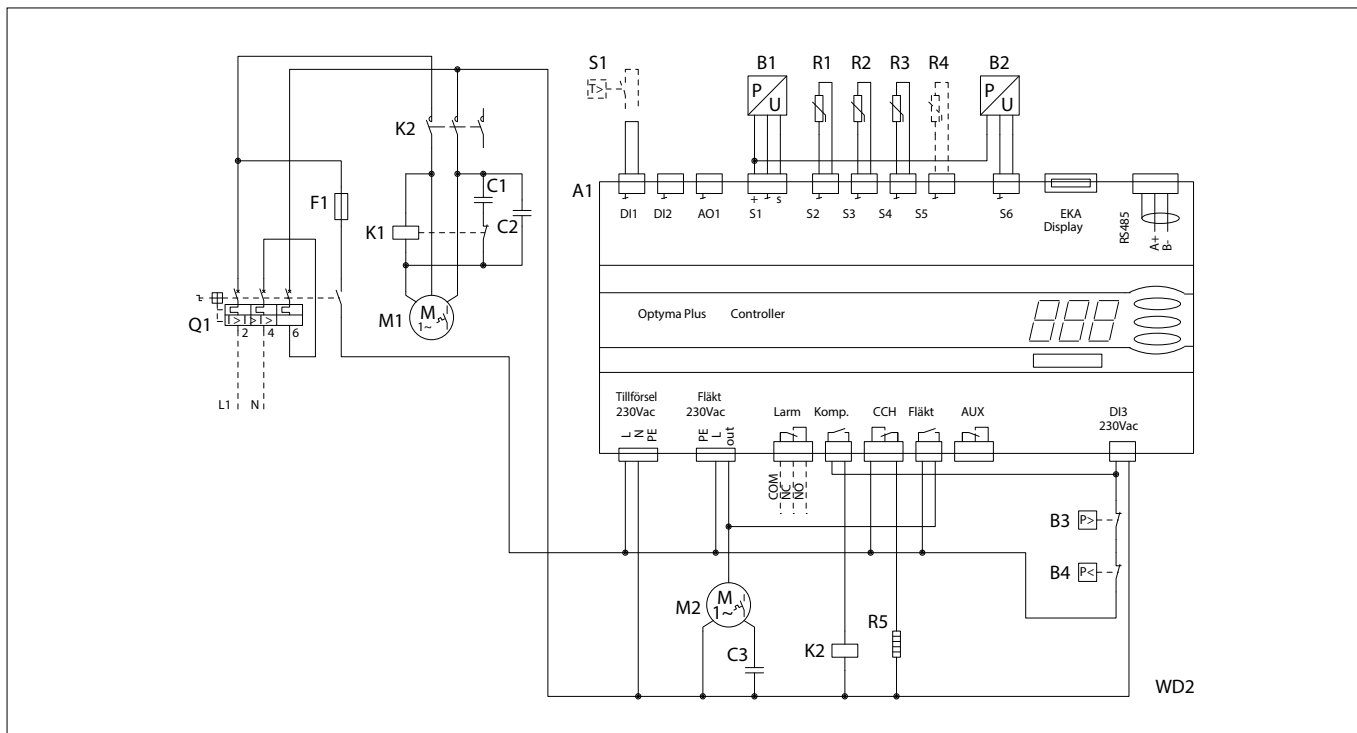 S1
B1
R1
R2
R3
R4
B2
T>
P
U
P
U
K2
A1
+
s
DI1
DI2
AO1
S1
S2
S3
S4
S5
S6
EKA
Display
RS485
A+
B-
F1
C1
K1
C2
M1
M
1~
Q1
I>
I>
I>
2
4
6
L1
N
Optyma Plus
Controller
Tillförsel
230Vac
Fläkt
230Vac
Larm
Komp.
CCH
Fläkt
AUX
DI3
230Vac
L
N
PE
PE
L
out
COM
NC
NO
B3
P>
B4
P<
M2
M
1~
C3
K2
R5
WD2